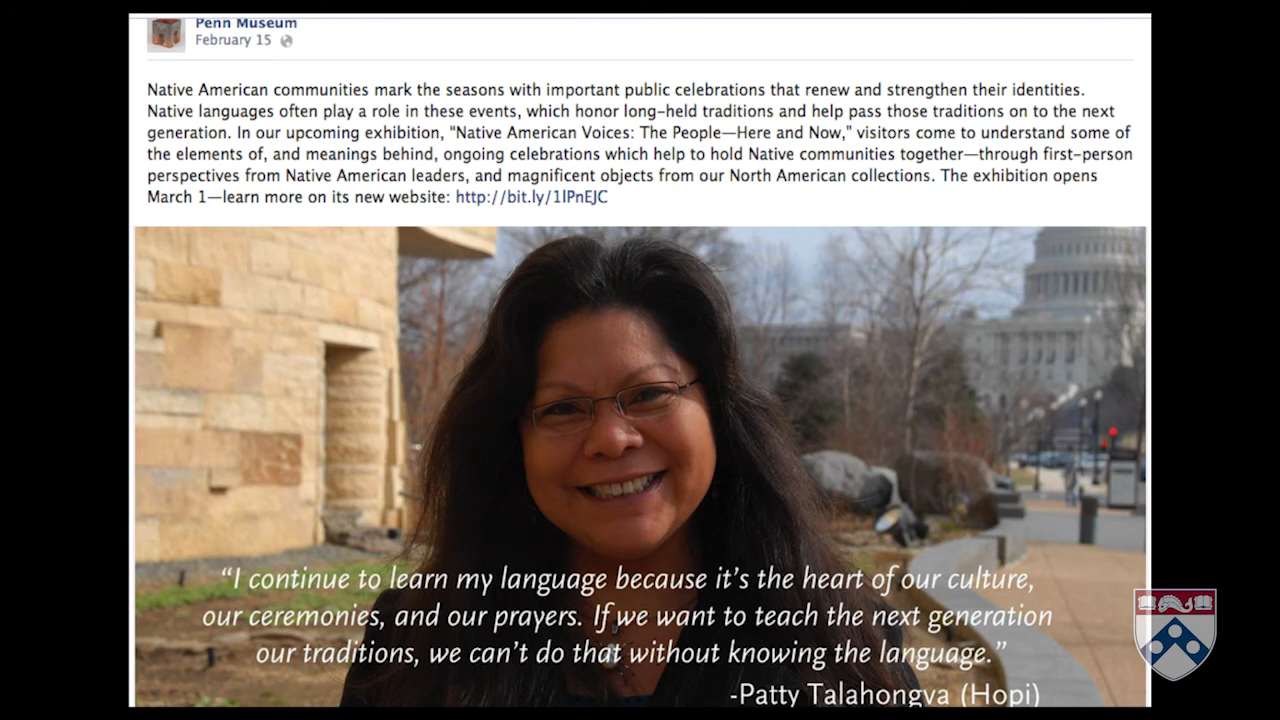 Penn Museum
February 15
Native American communities mark the seasons with important public celebrations that renew and strengthen their identities.
Native languages often play a role in these events, which honor long-held traditions and help pass those traditions on to the next
generation. In our upcoming exhibition, "Native American Voices: The People—Here and Now," visitors come to understand some of
the elements of, and meanings behind, ongoing celebrations which help to hold Native communities together—through first-person
perspectives from Native American leaders, and magnificent objects from our North American collections. The exhibition opens
March 1—learn more on its new website: http://bit.ly/1lPnEJC
“I continue to learn my language because it’s the heart of our culture,
our ceremonies, and our prayers. If we want to teach the next generation
our traditions, we can’t do that without knowing the language.”
-Patty Talahongva (Hopi)